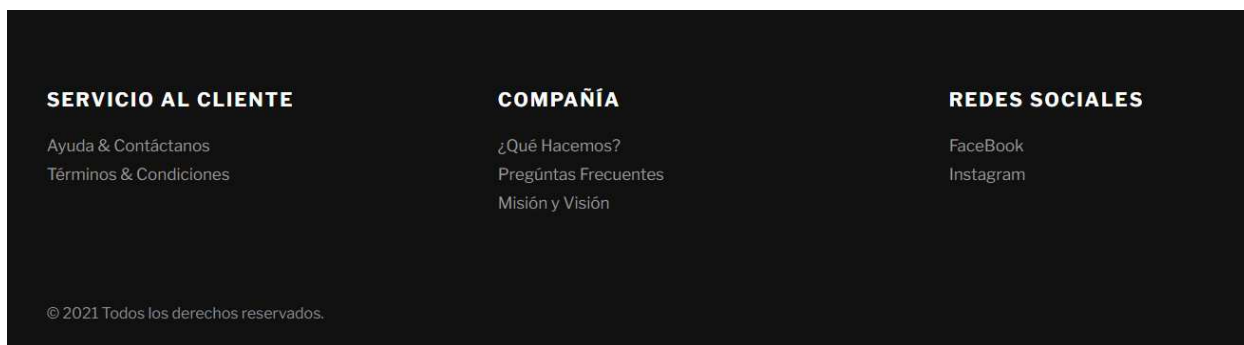 SERVICIO AL CLIENTE
Ayuda & Contáctanos
Términos & Condiciones
COMPAÑÍA
¿Qué Hacemos?
Pregúntas Frecuentes
Misión y Visión
REDES SOCIALES
FaceBook
Instagram
© 2021 Todos los derechos reservados.